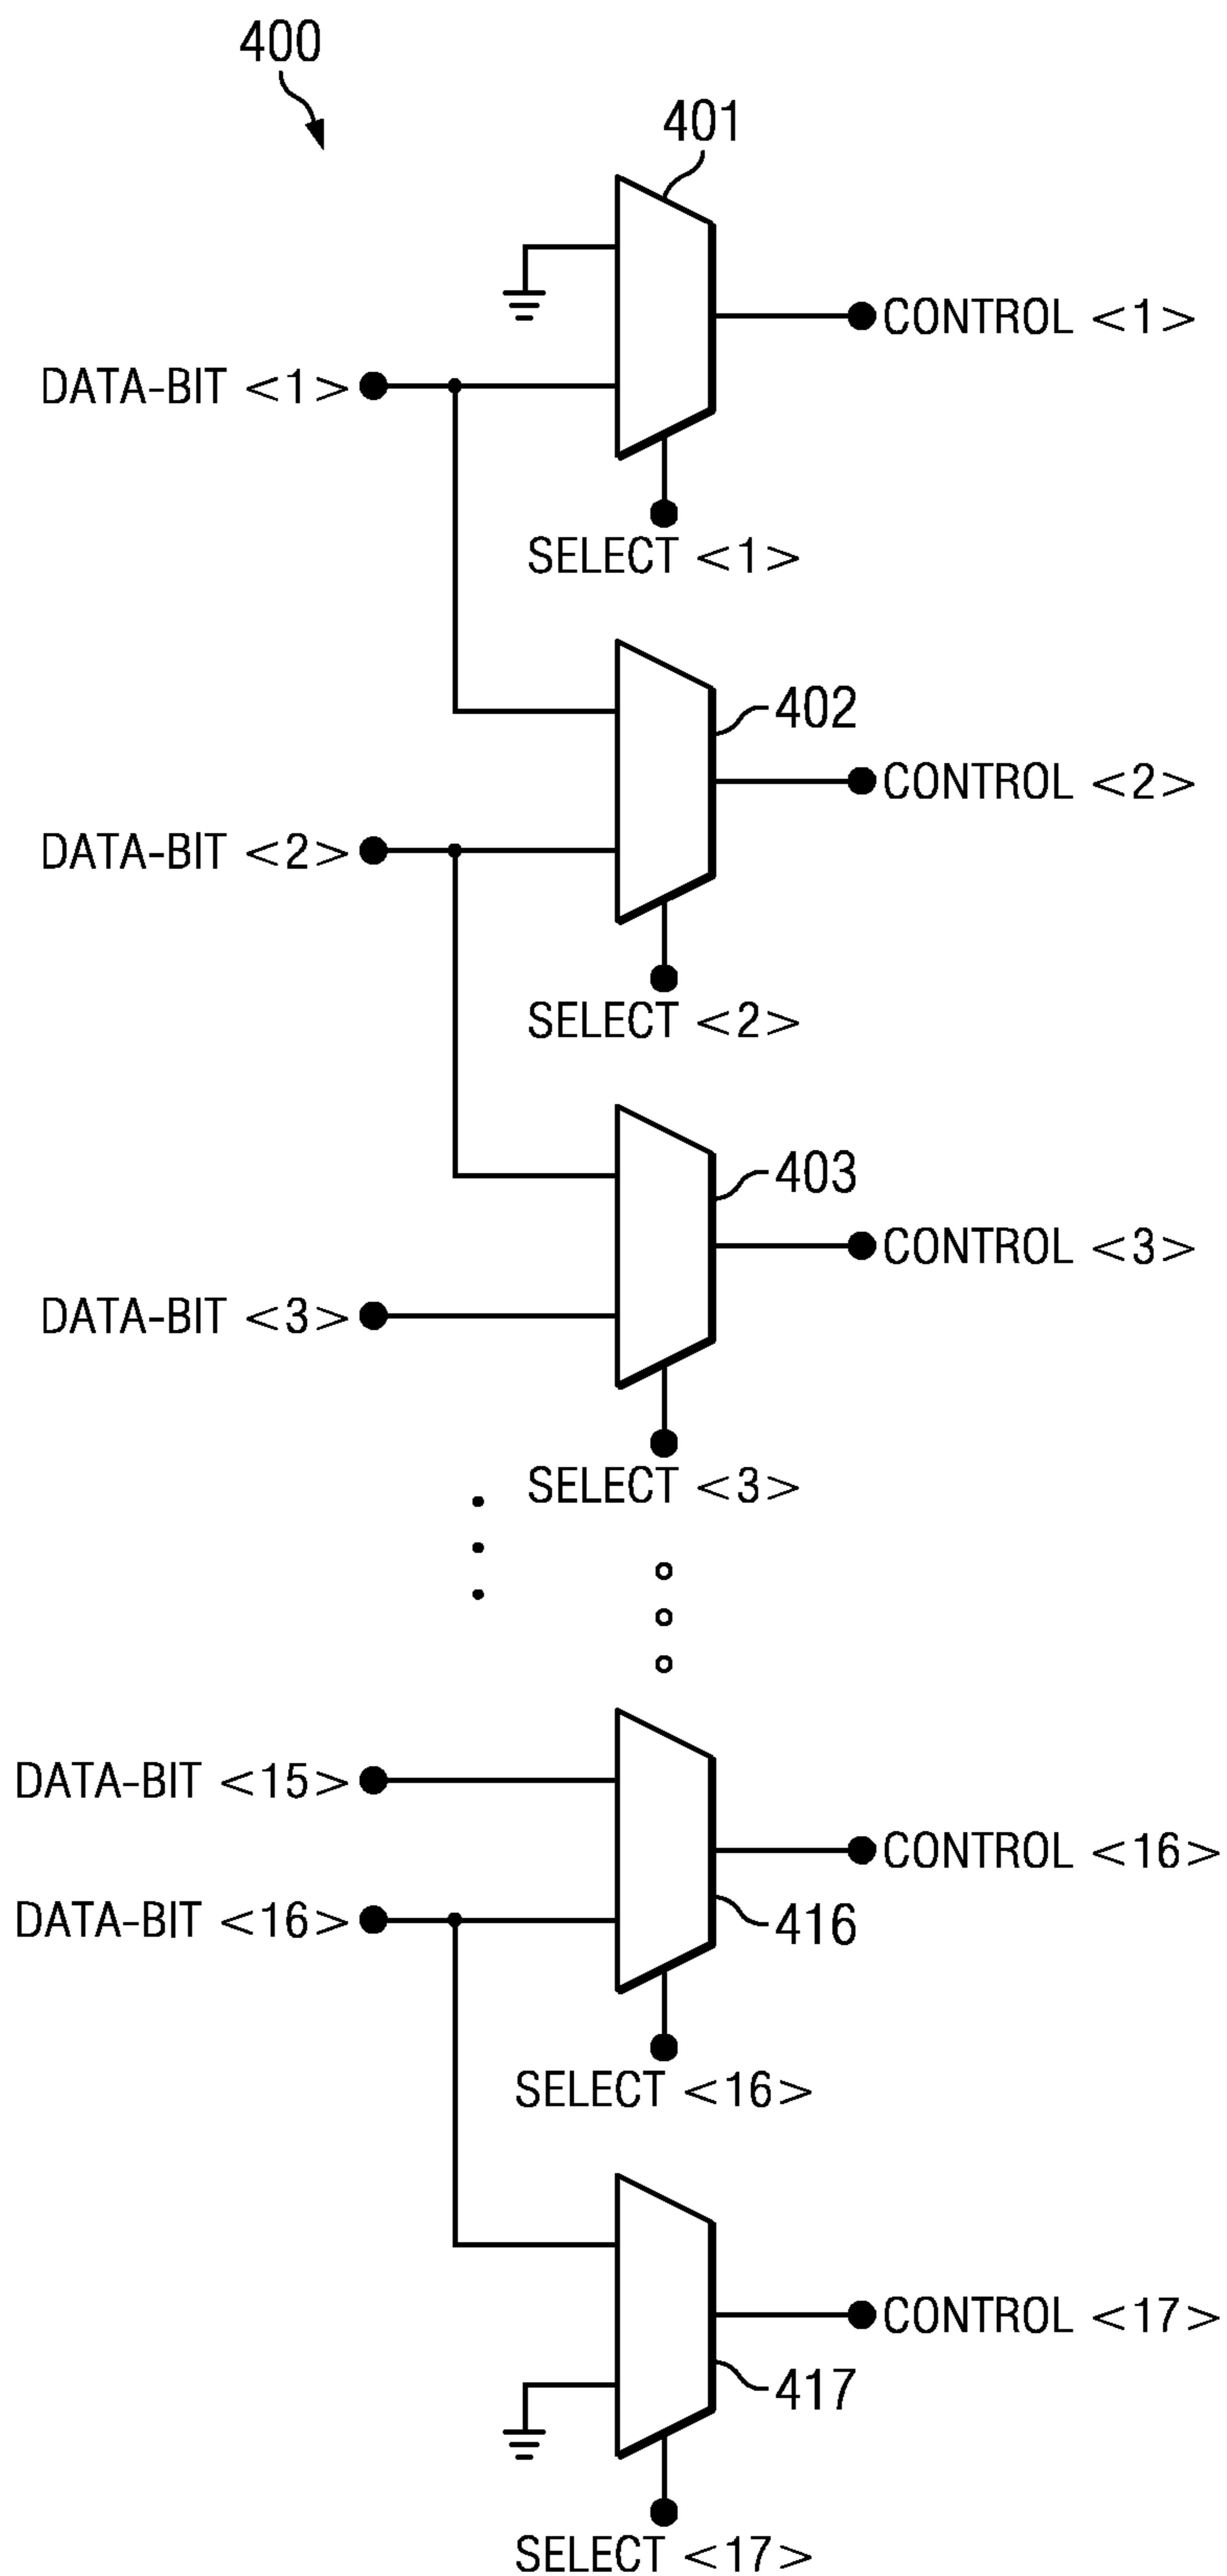 400
401
CONTROL <1>
DATA-BIT <1>
SELECT <1>
402
CONTROL <2>
DATA-BIT <2>
SELECT <2>
403
CONTROL <3>
DATA-BIT <3>
SELECT <3>
DATA-BIT <15>
CONTROL <16>
DATA-BIT <16>
416
SELECT <16>
CONTROL <17>
417
SELECT <17>